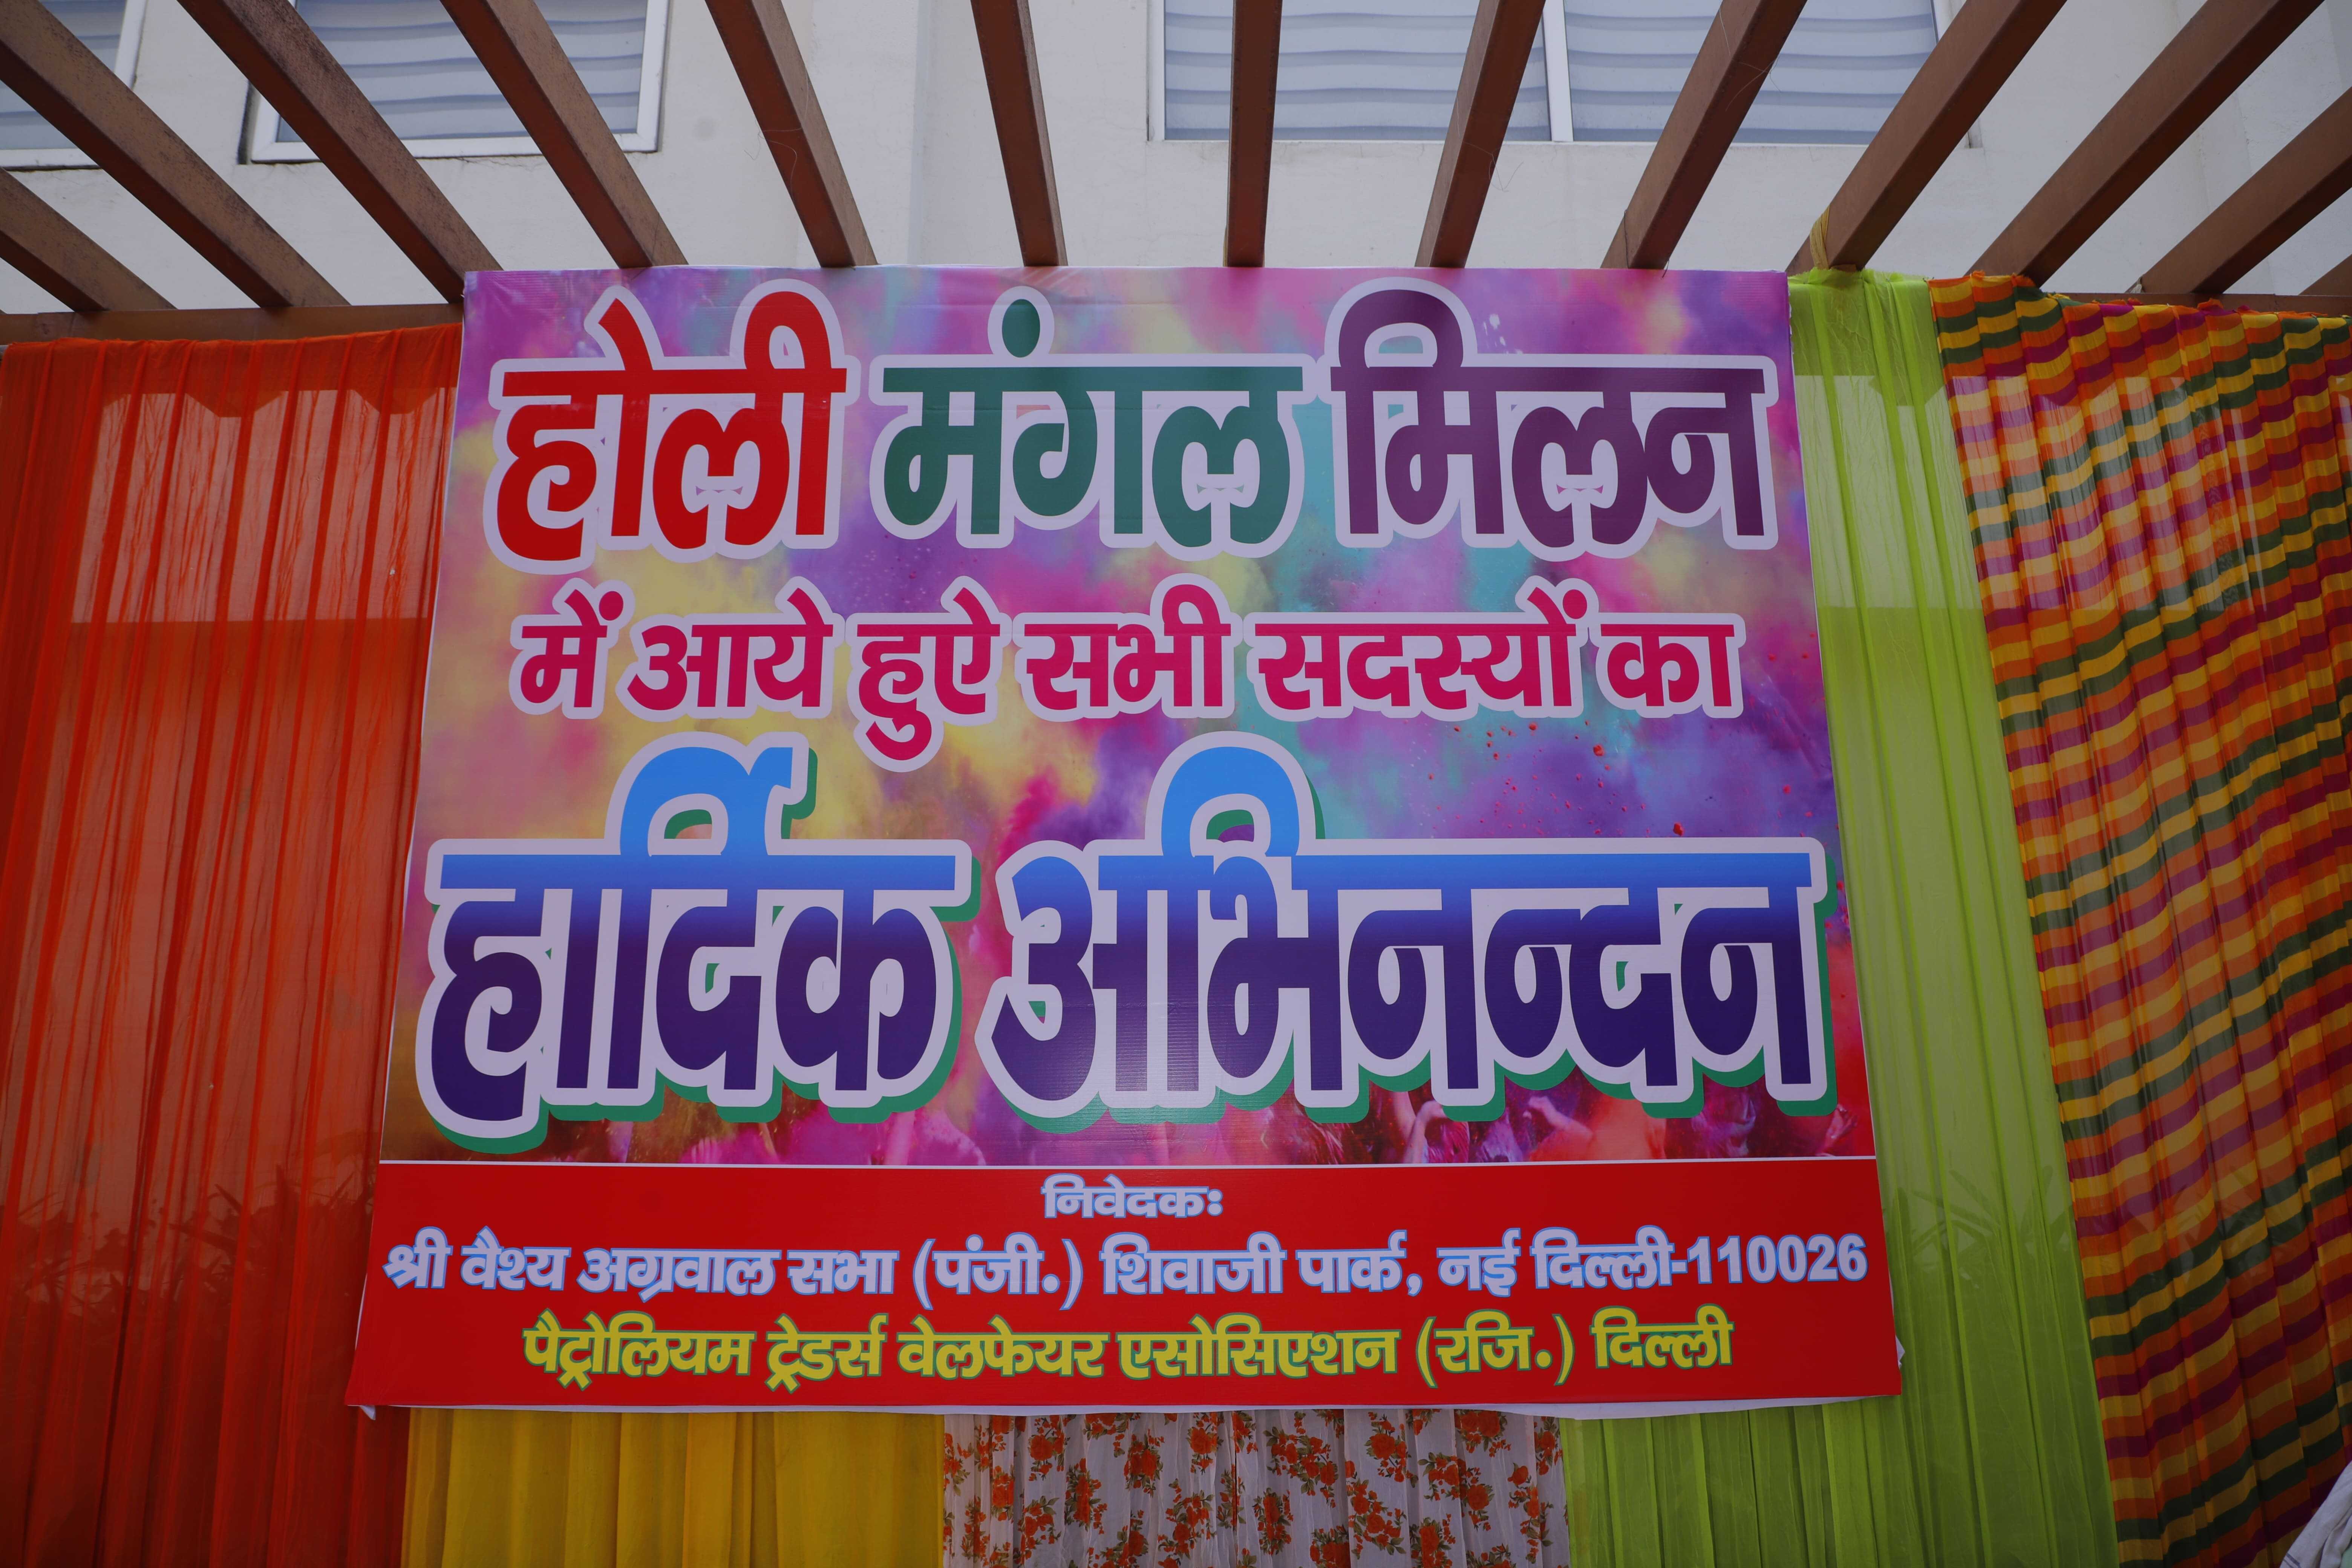 होली मंगल मिलन
में आये हुऐ सभी सदस्यों का
हार्दिक अभिनन्दन
निवेदकः
श्री वैश्य अग्रवाल सभा (पंजी.) शिवाजी पार्क, नई दिल्ली-110026
पैट्रोलियम ट्रेडर्स वेलफेयर एसोसिएशन (रजि.) दिल्ली